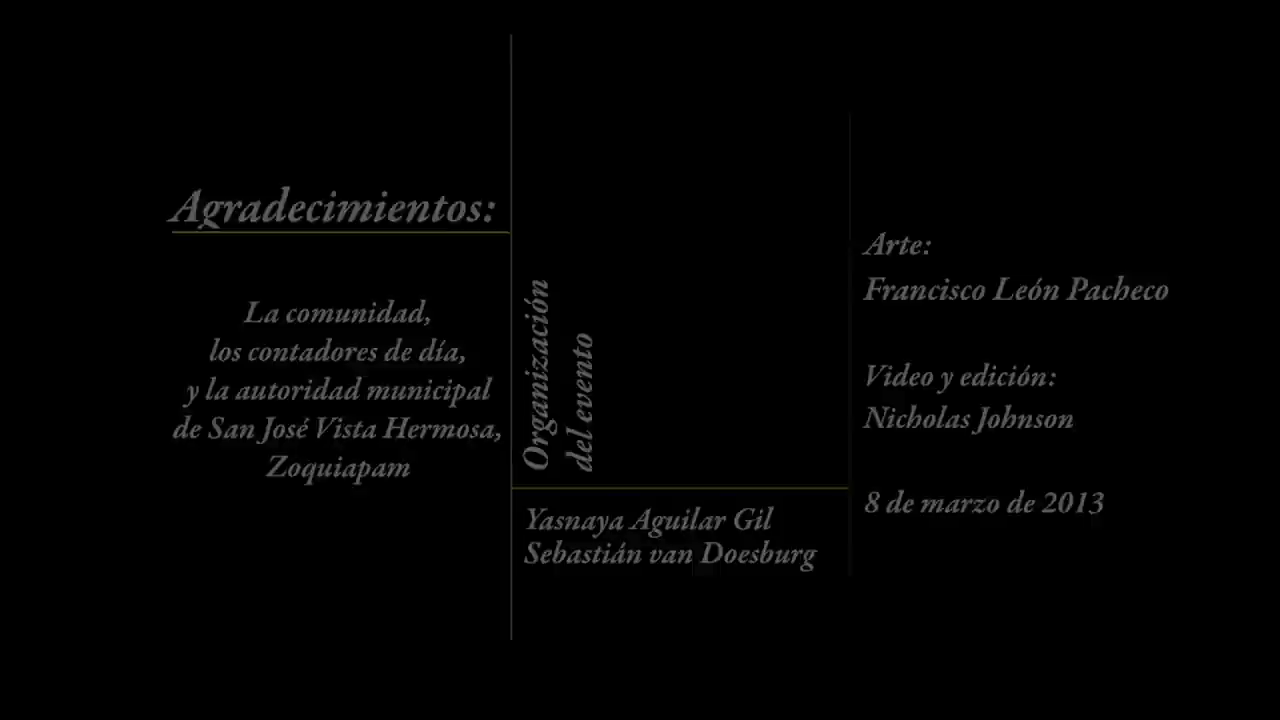 Agradecimientos:
La comunidad,
los contadores de día,
y la autoridad municipal
de San José Vista Hermosa,
Zoquiapam
Organización
del evento
Yasnaya Aguilar Gil
Sebastián van Doesburg
Arte:
Francisco León Pacheco
Video y edición:
Nicholas Johnson
8 de marzo de 2013